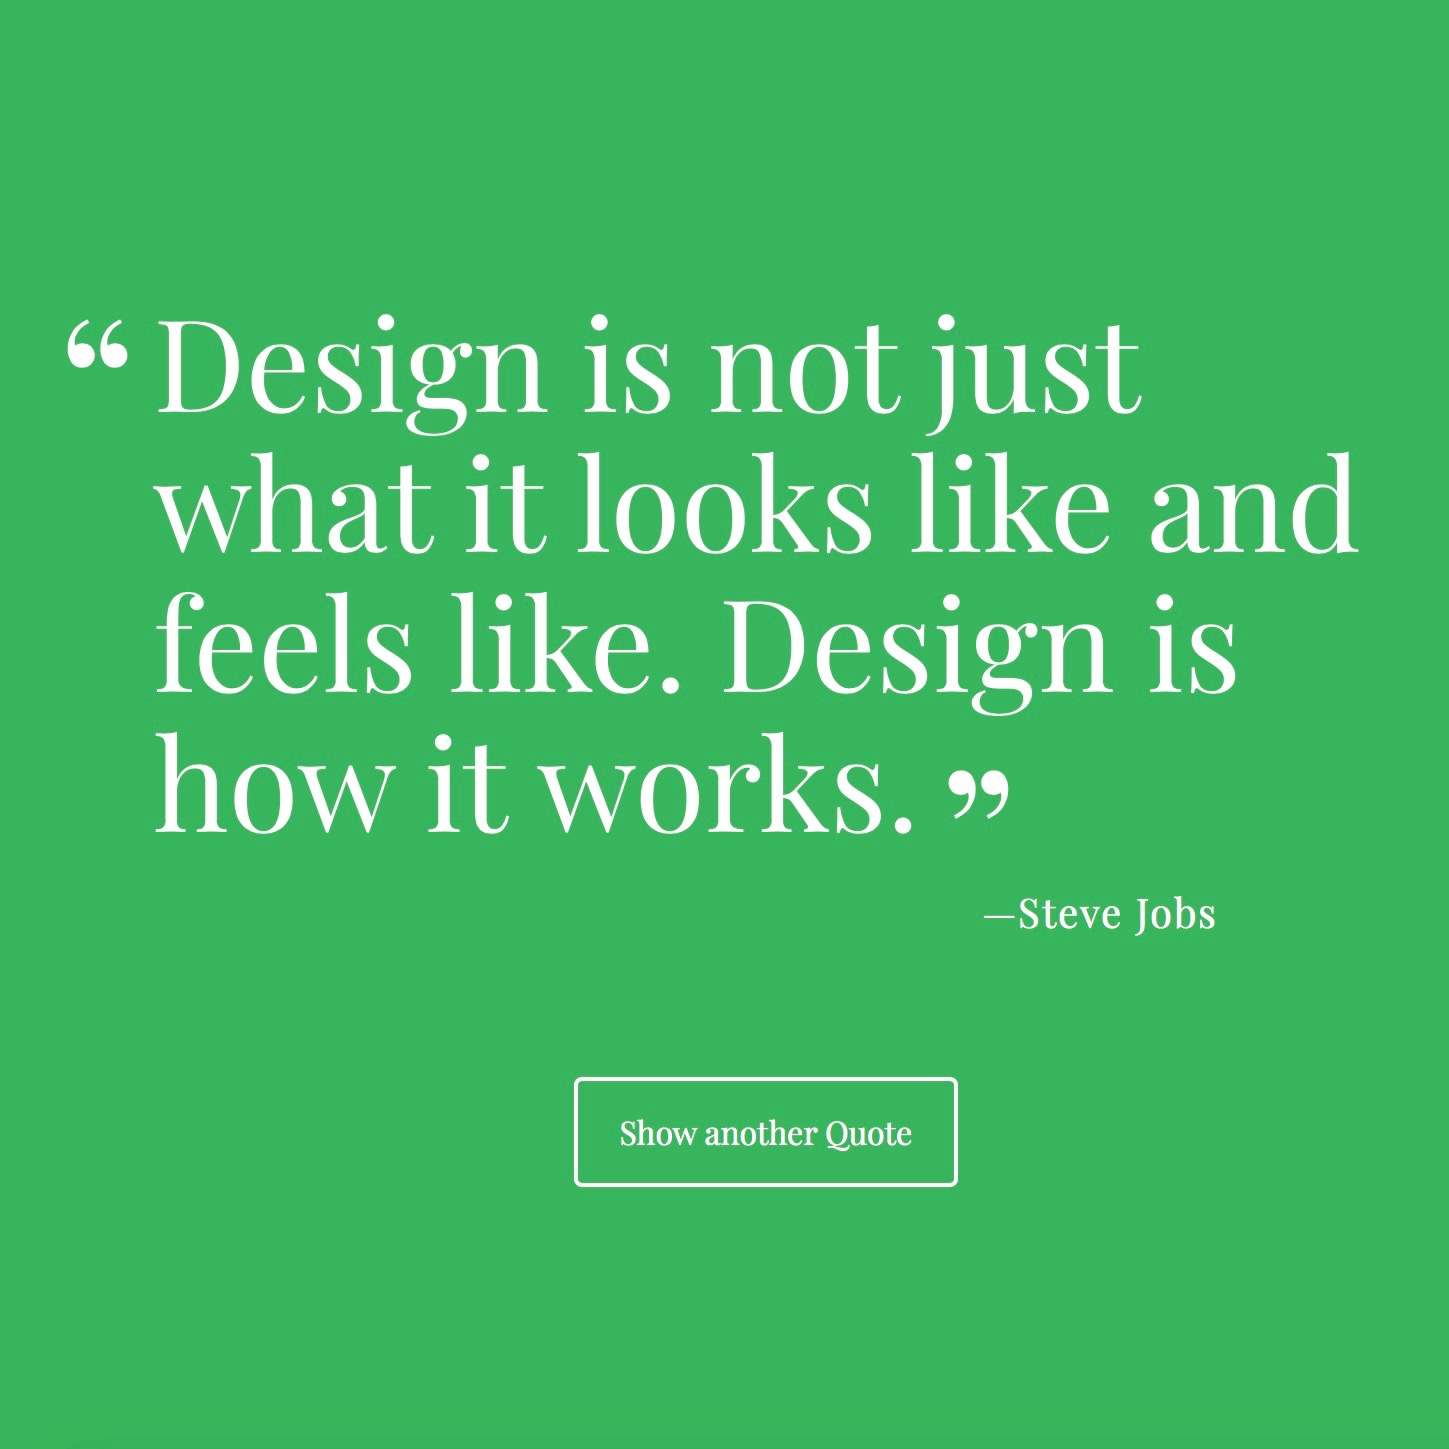 “Design is not just
what it looks like and
feels like. Design is
how it works.”
—Steve Jobs
Show another Quote